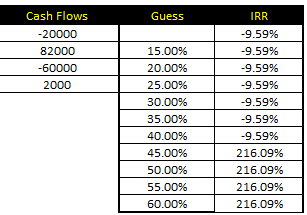 Cash Flows Guess IRR
-20000 -9.59%
82000 15.00% -9.59%
-60000 20.00% -9.59%
2000 25.00% -9.59%
30.00% -9.59%
35.00% -9.59%
40.00% -9.59%
45.00% 216.09%
50.00% 216.09%
55.00% 216.09%
60.00% 216.09%